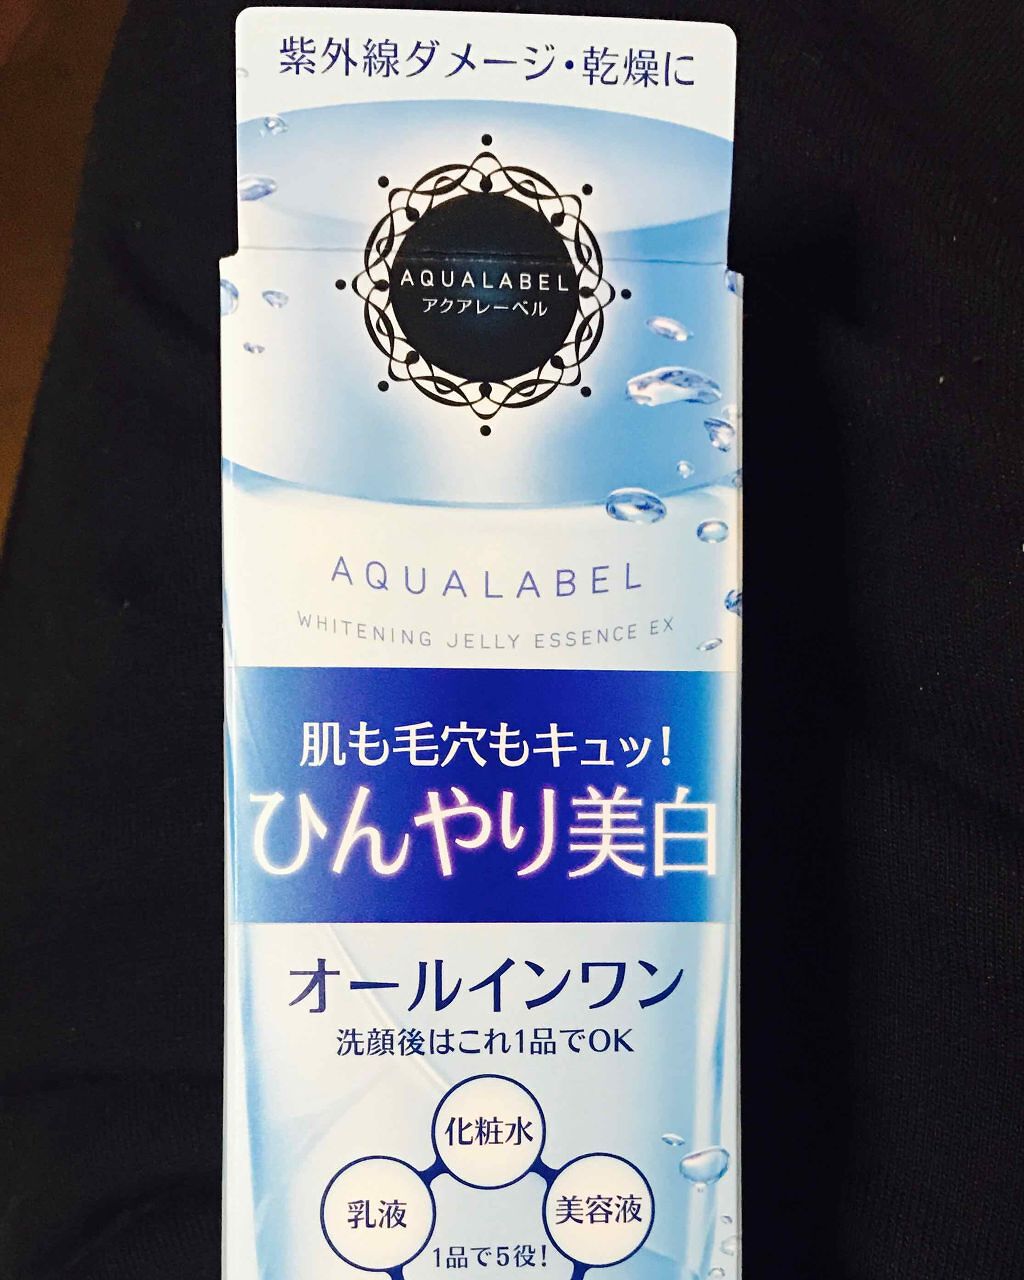 紫外線ダメージ・乾燥に
AQUALABEL
アクアレーベル
AQUALABEL
WHITENING JELLY ESSENCE EX
肌も毛穴もキュッ!
ひんやり美白
オールインワン
洗顔後はこれ1品でOK
化粧水
乳液
美容液
1品で5役!